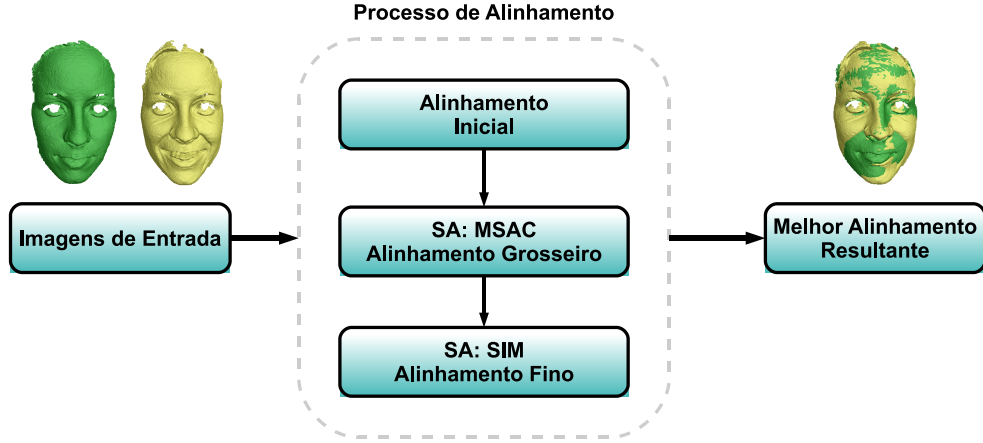 Processo de Alinhamento
Imagens de Entrada
Alinhamento
Inicial
SA: MSAC
Alinhamento Grosseiro
SA: SIM
Alinhamento Fino
Melhor Alinhamento
Resultante